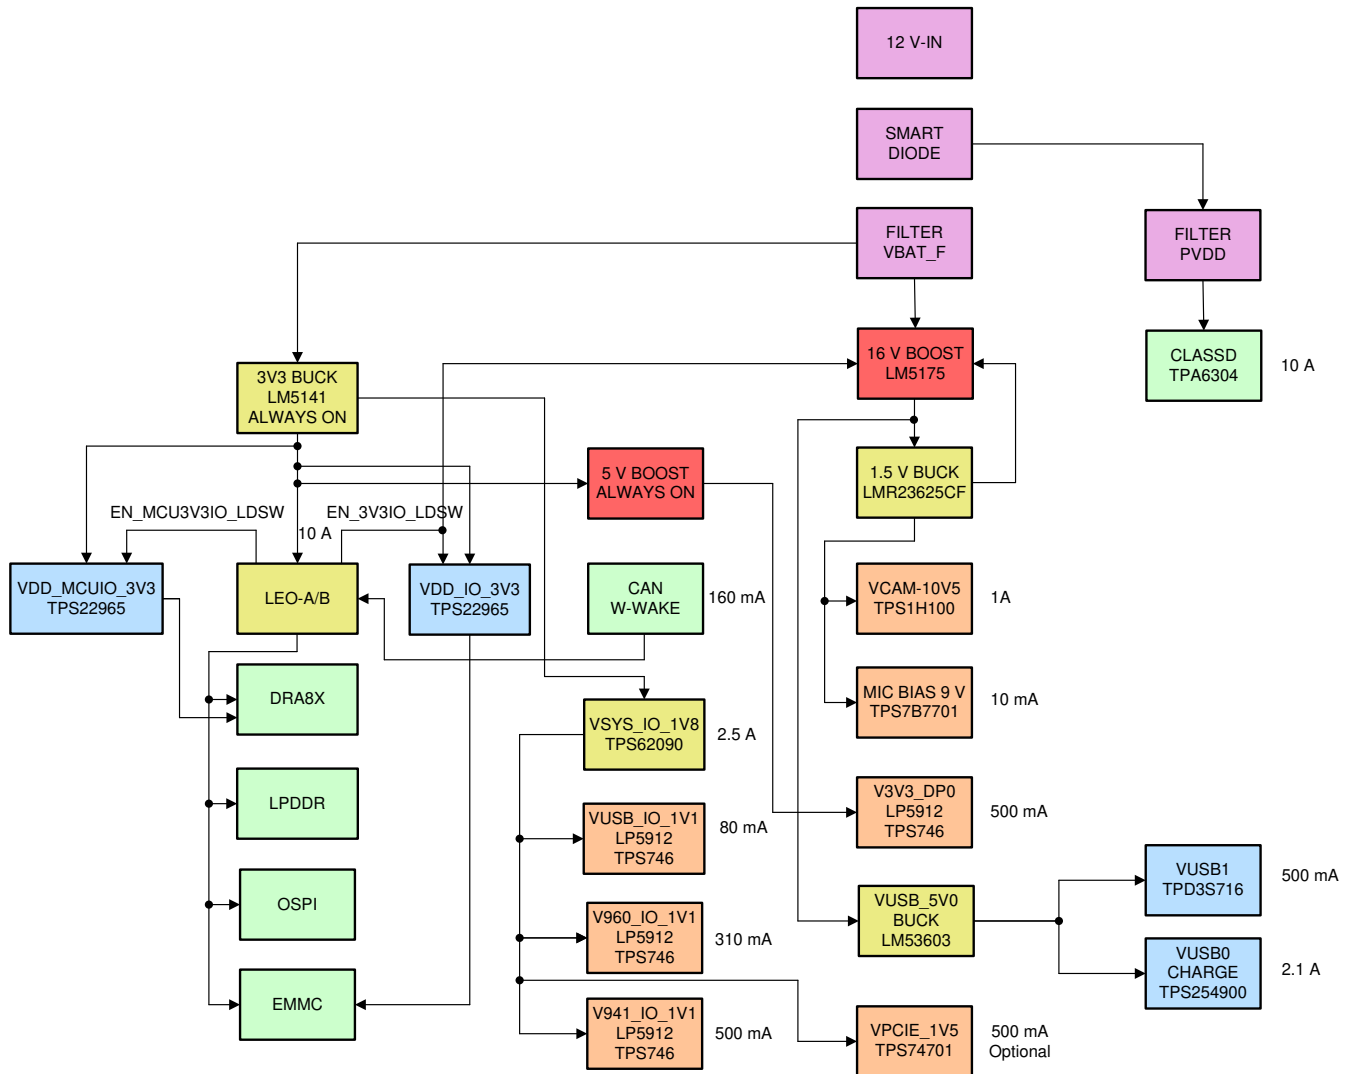 12 V-IN
SMART
DIODE
FILTER
VBAT_F
FILTER
PVDD
16 V BOOST
LM5175
CLASSD
TPA6304
10 A
3V3 BUCK
LM5141
ALWAYS ON
5 V BOOST
ALWAYS ON
1.5 V BUCK
LMR23625CF
EN_MCU3V3IO_LDSW
EN_3V3IO_LDSW
10 A
VDD_MCUIO_3V3
TPS22965
LEO-A/B
VDD_IO_3V3
TPS22965
CAN
W-WAKE
160 mA
VCAM-10V5
TPS1H100
1A
DRA8X
MIC BIAS 9 V
TPS7B7701
10 mA
VSYS_IO_1V8
TPS62090
2.5 A
LPDDR
VUSB_IO_1V1
LP5912
TPS746
80 mA
V3V3_DP0
LP5912
TPS746
500 mA
OSPI
V960_IO_1V1
LP5912
TPS746
310 mA
VUSB_5V0
BUCK
LM53603
VUSB1
TPD3S716
500 mA
VUSB0
CHARGE
TPS254900
2.1 A
EMMC
V941_IO_1V1
LP5912
TPS746
500 mA
VPCIE_1V5
TPS74701
500 mA
Optional